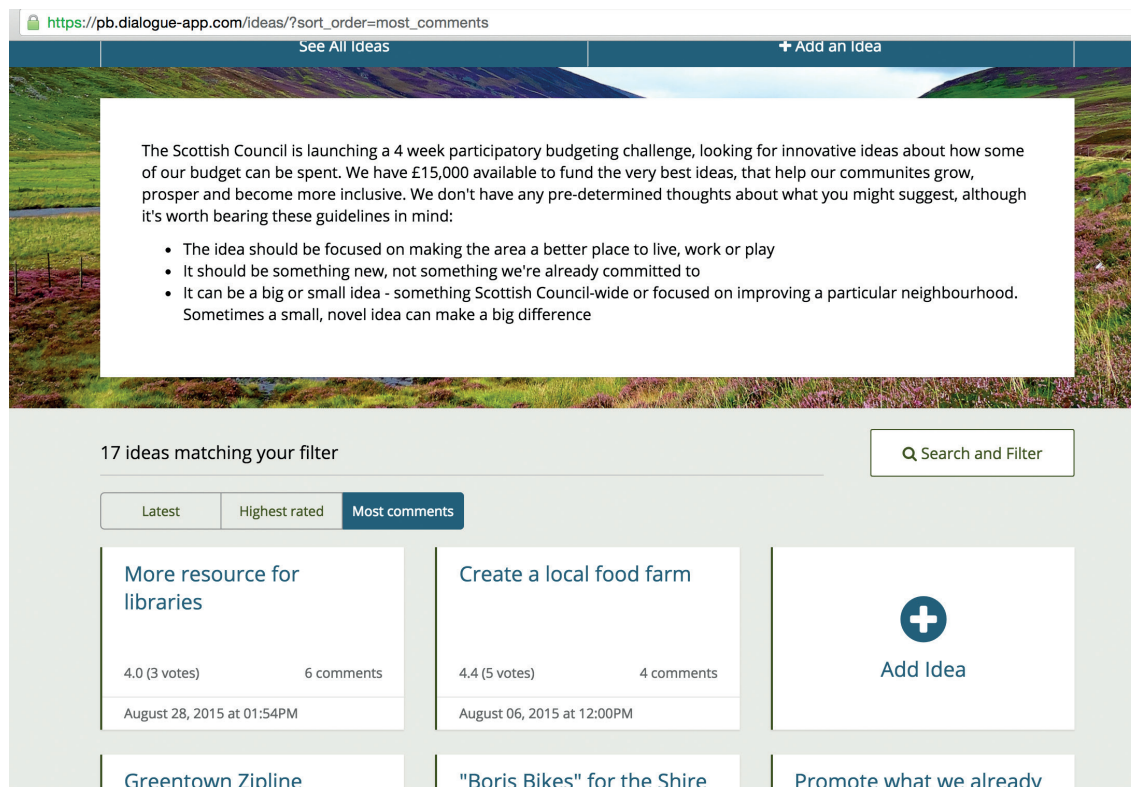 https://pb.dialogue-app.com/ideas/?sort_order=most_comments
See All Ideas
Add an Idea
The Scottish Council is launching a 4 week participatory budgeting challenge, looking for innovative ideas about how some
of our budget can be spent. We have £15,000 available to fund the very best ideas, that help our communites grow,
prosper and become more inclusive. We don't have any pre-determined thoughts about what you might suggest, although
it's worth bearing these guidelines in mind:
• The idea should be focused on making the area a better place to live, work or play
• It should be something new, not something we're already committed to
• It can be a big or small idea - something Scottish Council-wide or focused on improving a particular neighbourhood.
Sometimes a small, novel idea can make a big difference
17 ideas matching your filter
Search and Filter
Latest
Highest rated
Most comments
More resource for
libraries
4.0 (3 votes)
6 comments
August 28, 2015 at 01:54PM
Create a local food farm
4.4 (5 votes)
4 comments
August 06, 2015 at 12:00PM
Add Idea
Greentown Zipline
"Boris Bikes" for the Shire
Promote what we already